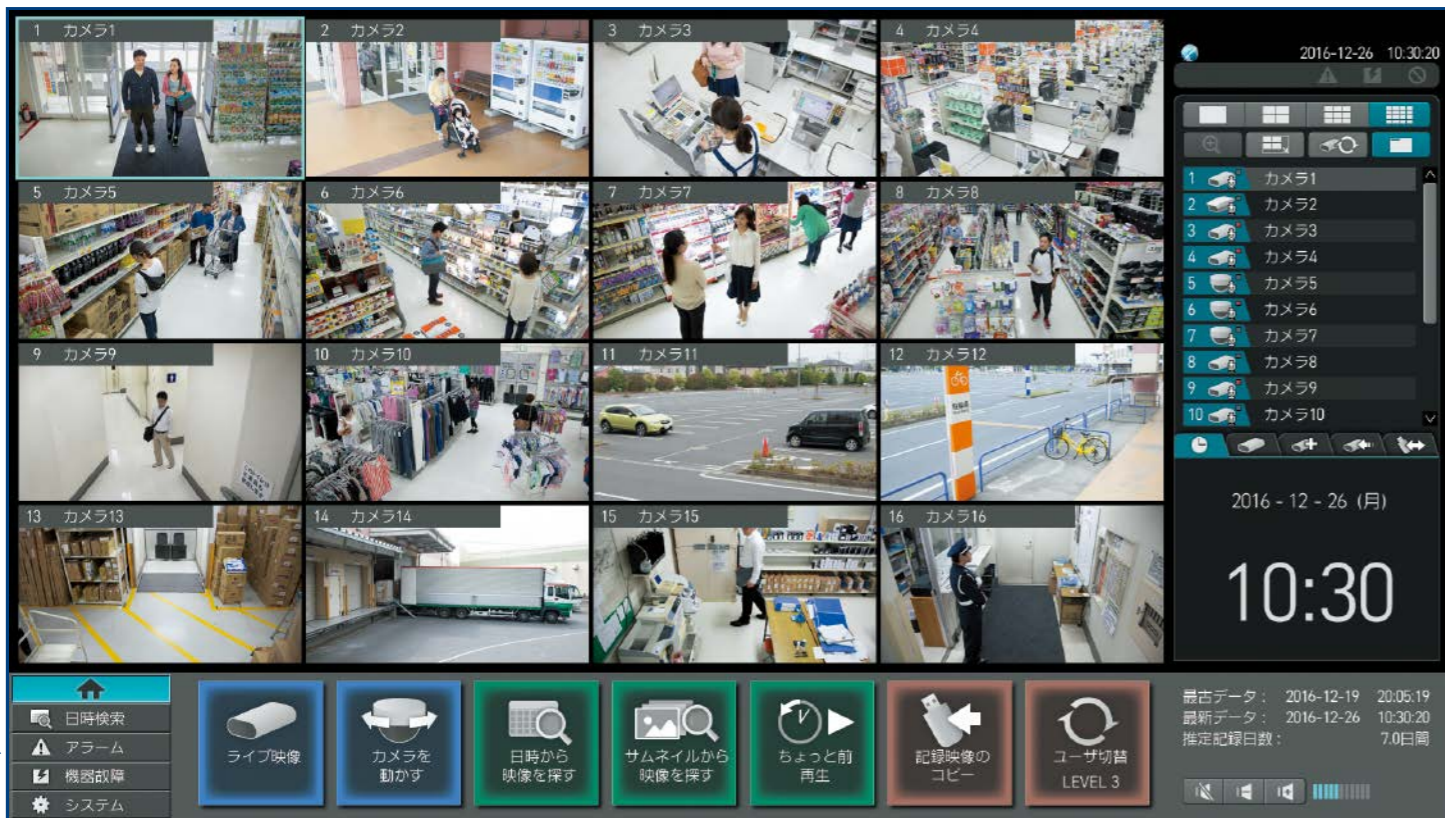 1 カメラ1
2 カメラ2
3 カメラ3
4 カメラ4
5 カメラ5
6 カメラ6
7 カメラ7
8 カメラ8
9 カメラ9
10 カメラ10
11 カメラ11
12 カメラ12
駐輪場
13 カメラ13
14 カメラ14
15 カメラ15
16 カメラ16
2016-12-26 10:30:20
1 カメラ1
2 カメラ2
3 カメラ3
4 カメラ4
5 カメラ5
6 カメラ6
7 カメラ7
8 カメラ8
9 カメラ9
10 カメラ10
2016 - 12 - 26 (月)
10:30
日時検索
アラーム
機器故障
システム
ライブ映像
カメラを
動かす
日時から
映像を探す
サムネイルから
映像を探す
ちょっと前
再生
記録映像の
コピー
ユーザ切替
LEVEL 3
最古データ: 2016-12-19 20:05:19
最新データ: 2016-12-26 10:30:20
推定記録日数: 7.0日間